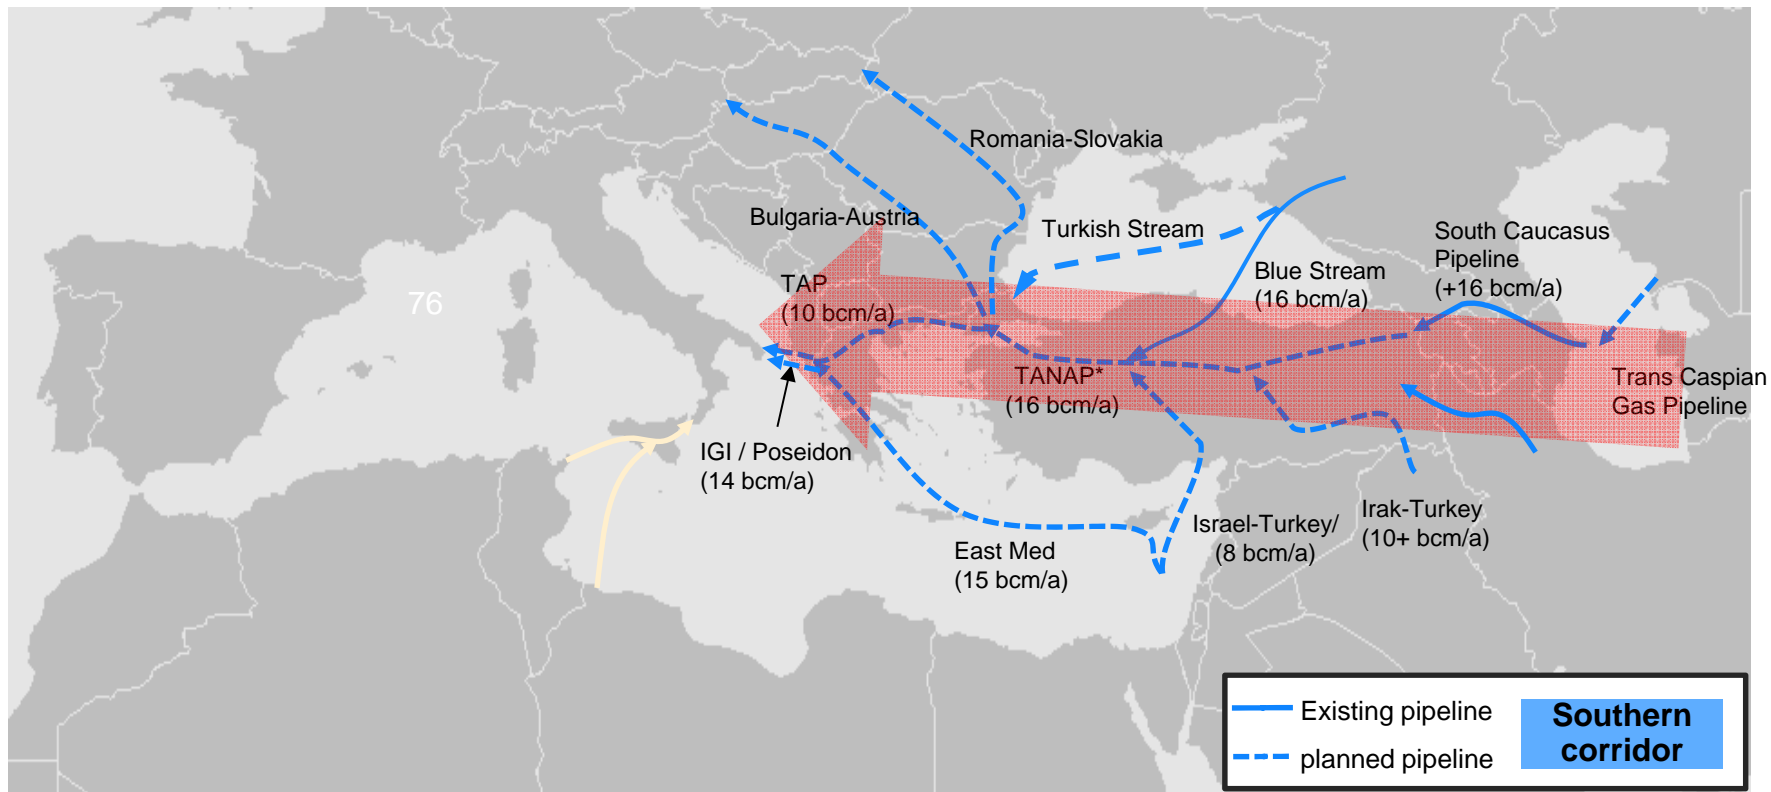 Romania-Slovakia
Bulgaria-Austria
Turkish Stream
South Caucasus
Pipeline
(+16 bcm/a)
Blue Stream
(16 bcm/a)
TAP
(10 bcm/a)
76
TANAP*
(16 bcm/a)
Trans Caspian
Gas Pipeline
IGI / Poseidon
(14 bcm/a)
East Med
(15 bcm/a)
Israel-Turkey/
(8 bcm/a)
Irak-Turkey
(10+ bcm/a)
Existing pipeline
planned pipeline
Southern
corridor